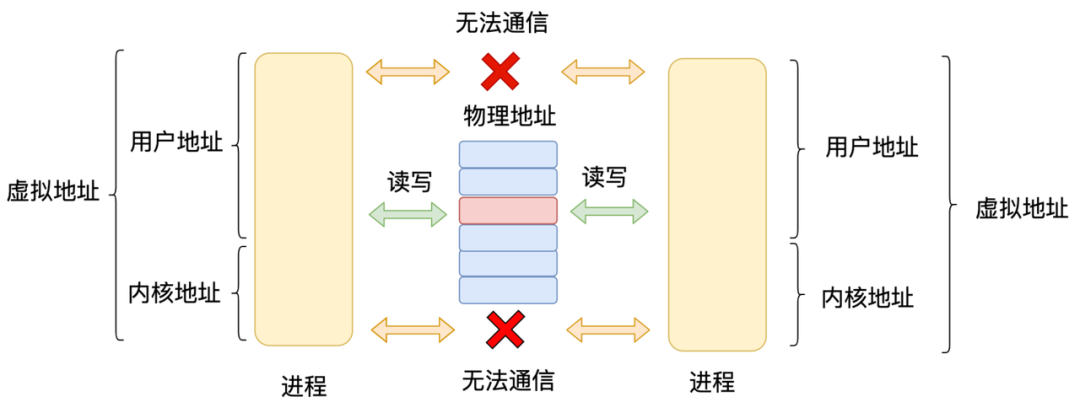 无法通信
物理地址
用户地址
用户地址
读写
读写
虚拟地址
虚拟地址
内核地址
内核地址
无法通信
进程
进程